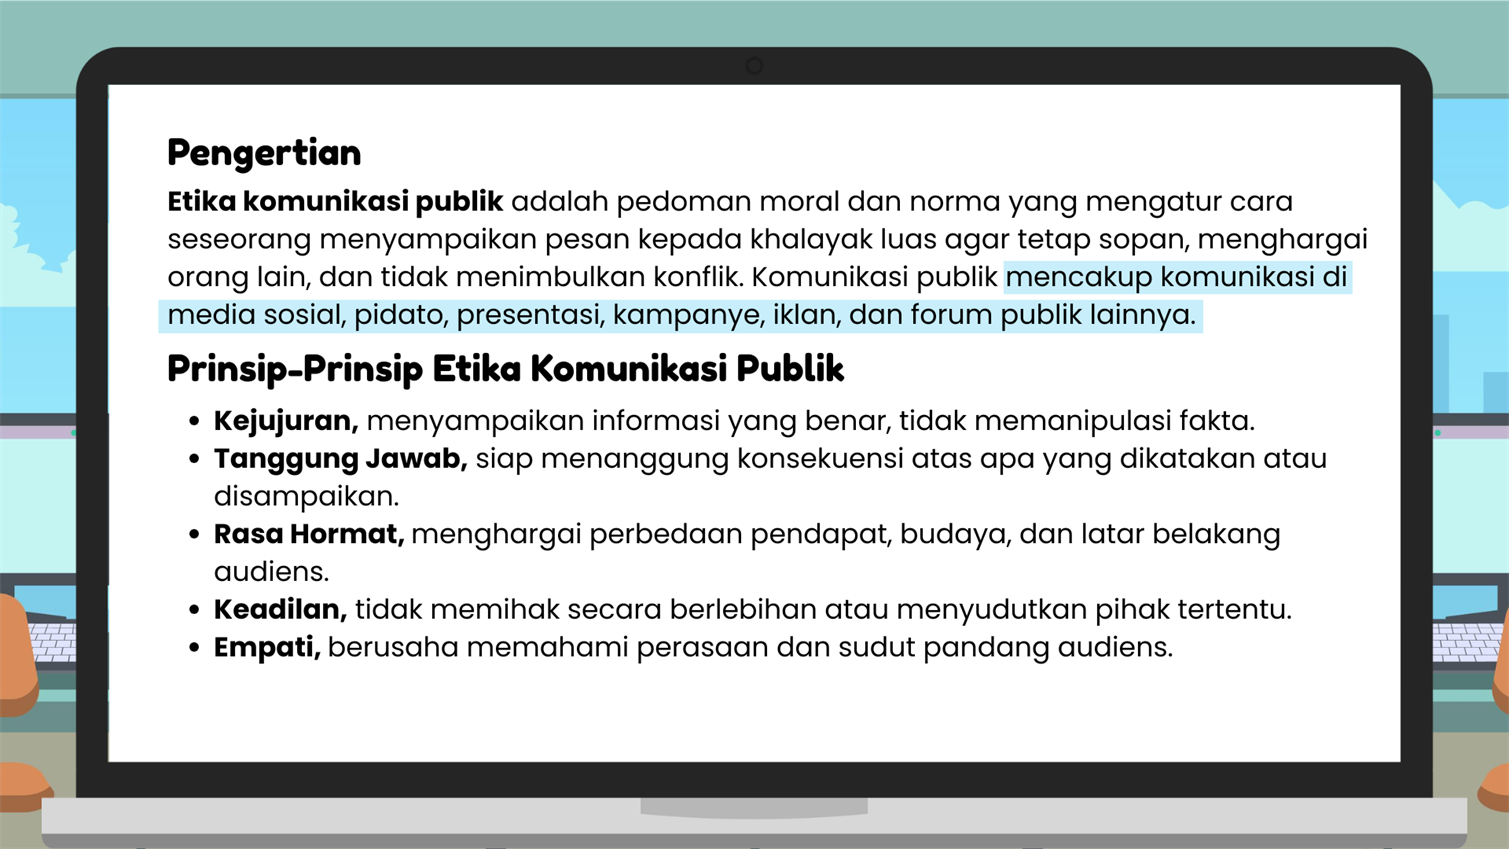 Pengertian
Etika komunikasi publik adalah pedoman moral dan norma yang mengatur cara
seseorang menyampaikan pesan kepada khalayak luas agar tetap sopan, menghargai
orang lain, dan tidak menimbulkan konflik. Komunikasi publik mencakup komunikasi di
media sosial, pidato, presentasi, kampanye, iklan, dan forum publik lainnya.
Prinsip-Prinsip Etika Komunikasi Publik
• Kejujuran, menyampaikan informasi yang benar, tidak memanipulasi fakta.
• Tanggung Jawab, siap menanggung konsekuensi atas apa yang dikatakan atau
disampaikan.
• Rasa Hormat, menghargai perbedaan pendapat, budaya, dan latar belakang
audiens.
• Keadilan, tidak memihak secara berlebihan atau menyudutkan pihak tertentu.
• Empati, berusaha memahami perasaan dan sudut pandang audiens.